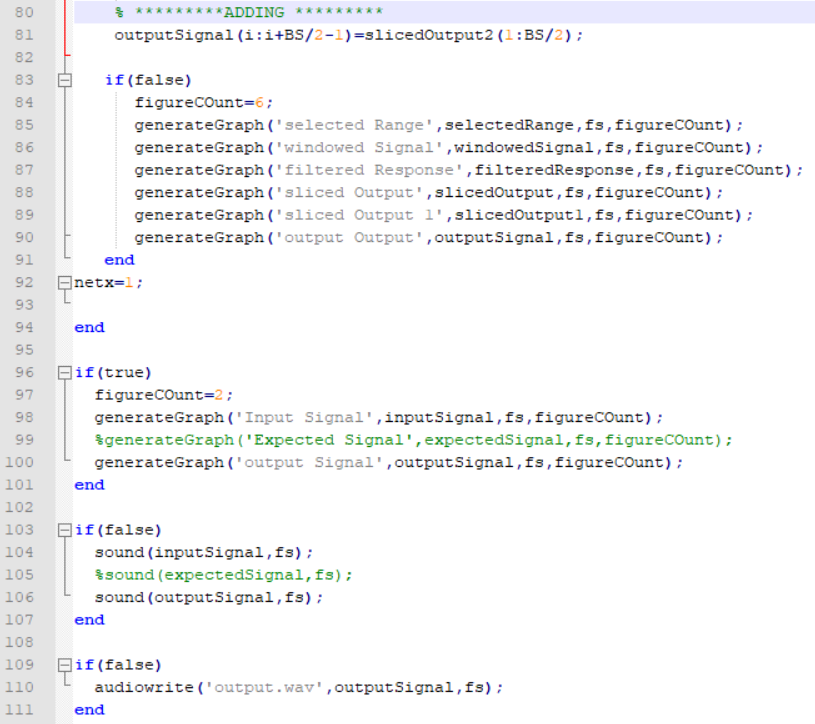 80 % *********ADDING *********
81 outputSignal(i:i+BS/2-1)=slicedOutput2(1:BS/2);
82
83 if(false)
84 figureCOunt=6;
85 generateGraph('selected Range',selectedRange,fs,figureCOunt);
86 generateGraph('windowed Signal',windowedSignal,fs,figureCOunt);
87 generateGraph('filtered Response',filteredResponse,fs,figureCOunt);
88 generateGraph('sliced Output',slicedOutput,fs,figureCOunt);
89 generateGraph('sliced Output 1',slicedOutput1,fs,figureCOunt);
90 generateGraph('output Output',outputSignal,fs,figureCOunt);
91 end
92 netx=1;
93
94 end
95
96 if(true)
97 figureCOunt=2;
98 generateGraph('Input Signal',inputSignal,fs,figureCOunt);
99 %generateGraph('Expected Signal',expectedSignal,fs,figureCOunt);
100 generateGraph('output Signal',outputSignal,fs,figureCOunt);
101 end
102
103 if(false)
104 sound(inputSignal,fs);
105 %sound(expectedSignal,fs);
106 sound(outputSignal,fs);
107 end
108
109 if(false)
110 audiowrite('output.wav',outputSignal,fs);
111 end